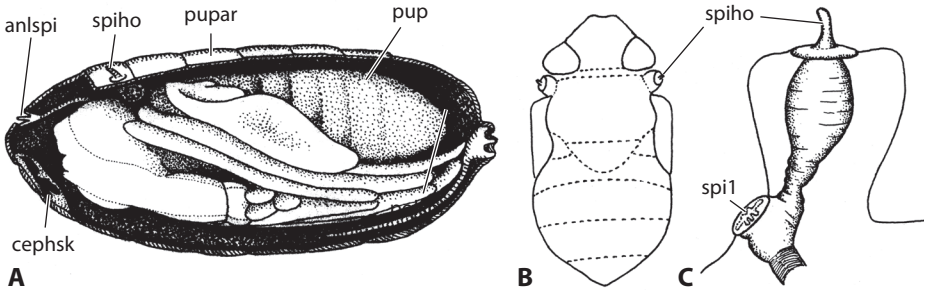 anlspi
spiho
pupar
pup
cephsk
A
B
spiho
spi1
C